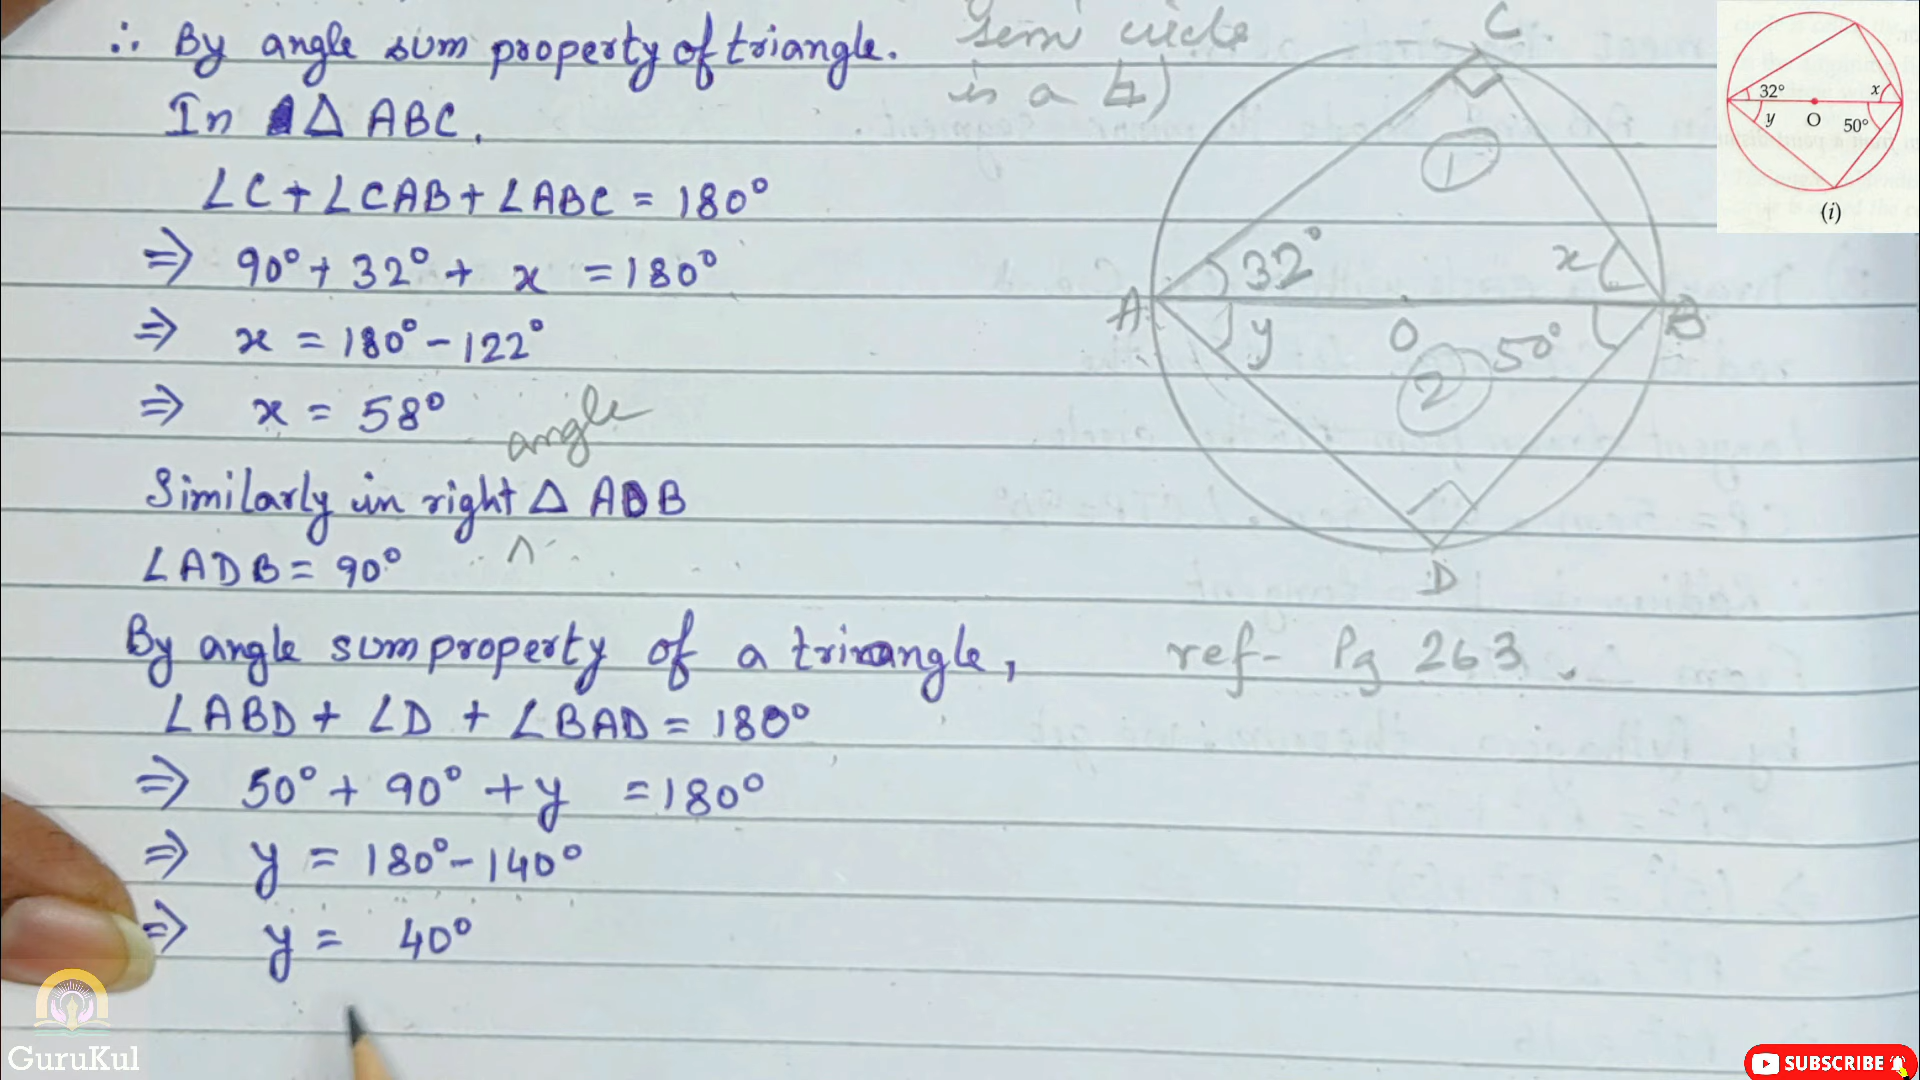 ∴ By angle sum property of triangle.
In △ ABC,
∠C + ∠CAB + ∠ABC = 180°
⇒ 90° + 32° + x = 180°
⇒ x = 180° - 122°
⇒ x = 58°
angle
Similarly in right △ ADB
^
∠ADB = 90°
By angle sum property of a trinangle,
∠ABD + ∠D + ∠BAD = 180°
⇒ 50° + 90° + y = 180°
⇒ y = 180° - 140°
⇒ y = 40°
Semi circle
is a
C
1
32°
x
A
B
y
O
50°
2
D
ref- Pg 263.
32°
x
y
O
50°
(i)
GuruKul
SUBSCRIBE